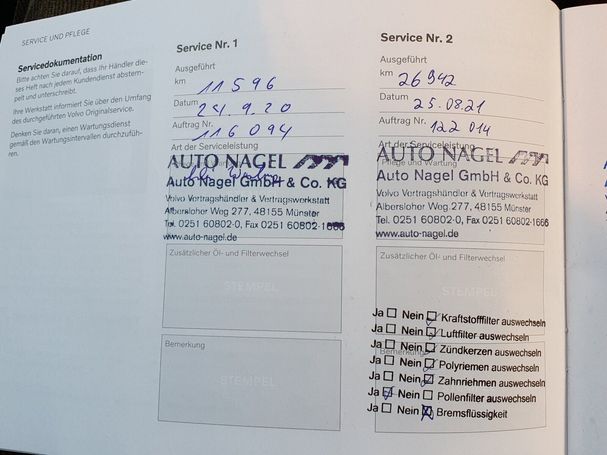 SERVICE UND PFLEGE
Servicedokumentation
Bitte achten Sie darauf, dass Ihr Händler die-
ses Heft nach jedem Kundendienst abstem-
pelt und unterschreibt.
Ihre Werkstatt informiert Sie über den Umfang
des durchgeführten Volvo Originalservice.
Denken Sie daran, einen Wartungsdienst
gemäß den Wartungsintervallen durchzufüh-
ren.
Service Nr. 1
Ausgeführt
km 11596
Datum 24.9.20
Auftrag Nr. 116094
Art der Serviceleistung
AUTO NAGEL
Auto Nagel GmbH & Co. KG
Volvo Vertragshändler & Vertragswerkstatt
Albersloher Weg 277, 48155 Münster
Tel. 0251 60802-0, Fax 0251 60802-1666
www.auto-nagel.de
Zusätzlicher Öl- und Filterwechsel
STEMPEL
Bemerkung
STEMPEL
Service Nr. 2
Ausgeführt
km 26942
Datum 25.08.21
Auftrag Nr. 122 014
Art der Serviceleistung
AUTO NAGEL
Pflege und Wartung
Auto Nagel GmbH & Co. KG
Volvo Vertragshändler & Vertragswerkstatt
Albersloher Weg 277, 48155 Münster
Tel. 0251 60802-0, Fax 0251 60802-1666
www.auto-nagel.de
Zusätzlicher Öl- und Filterwechsel
STEMPEL
Ja Nein Kraftstofffilter auswechseln
Ja Nein Luftfilter auswechseln
Bemerkung
Ja Nein Zündkerzen auswechseln
Ja Nein Polyriemen auswechseln
Ja Nein Zahnriemen auswechseln
Ja Nein Pollenfilter auswechseln
Ja Nein Bremsflüssigkeit